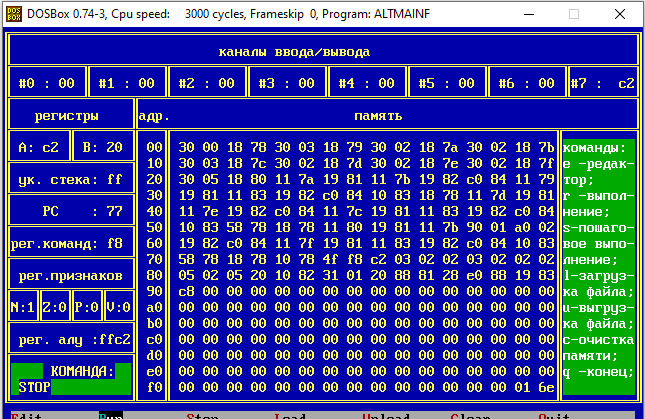 DOSBox 0.74-3, Cpu speed: 3000 cycles, Frameskip 0, Program: ALTMAINF
каналы ввода/вывода
#0 : 00 #1 : 00 #2 : 00 #3 : 00 #4 : 00 #5 : 00 #6 : 00 #7 : c2
регистры адр. память
A: c2 B: 20 00 30 00 18 78 30 03 18 79 30 02 18 7a 30 02 18 7b команды:
10 30 03 18 7c 30 02 18 7d 30 02 18 7e 30 02 18 7f e -редак-
ук. стека: ff 20 30 05 18 80 11 7a 19 81 11 7b 19 82 c0 84 11 79 тор;
30 19 81 11 83 19 82 c0 84 10 83 18 78 11 7d 19 81 r -выпол-
PC : 77 40 11 7e 19 82 c0 84 11 7c 19 81 11 83 19 82 c0 84 нение;
50 10 83 58 78 18 78 11 80 19 81 11 7b 90 01 a0 02 s-пошаго-
рег.команд: f8 60 19 82 c0 84 11 7f 19 81 11 83 19 82 c0 84 10 83 вое выпо-
70 58 78 18 78 10 78 4f f8 c2 03 02 02 03 02 02 02 лнение;
рег.признаков 80 05 02 05 20 10 82 31 01 20 88 81 28 e0 88 19 83 l-загруз-
90 c8 00 00 00 00 00 00 00 00 00 00 00 00 00 00 00 ка файла;
N:1 Z:0 P:0 V:0 a0 00 00 00 00 00 00 00 00 00 00 00 00 00 00 00 00 u-выгруз-
b0 00 00 00 00 00 00 00 00 00 00 00 00 00 00 00 00 ка файла;
рег. алу :ffc2 c0 00 00 00 00 00 00 00 00 00 00 00 00 00 00 00 00 c-очистка
d0 00 00 00 00 00 00 00 00 00 00 00 00 00 00 00 00 памяти;
КОМАНДА: e0 00 00 00 00 00 00 00 00 00 00 00 00 00 00 00 00 q -конец;
STOP f0 00 00 00 00 00 00 00 00 00 00 00 00 00 00 01 6e
Edit Run Step Load Upload Clear Quit